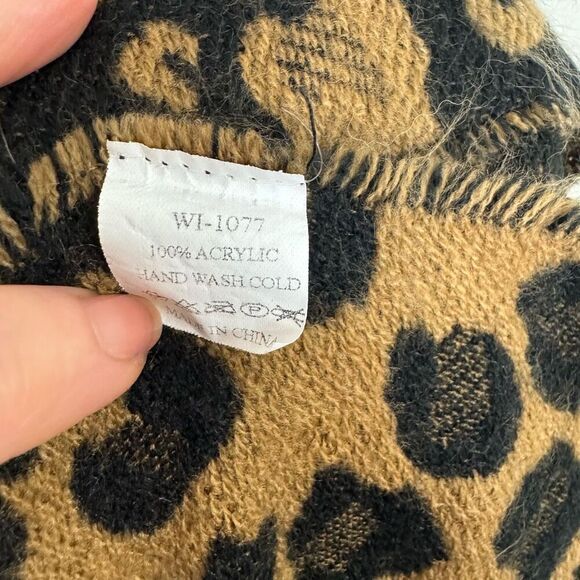 WI-1077
100% ACRYLIC
HAND WASH COLD
P
MADE IN CHINA